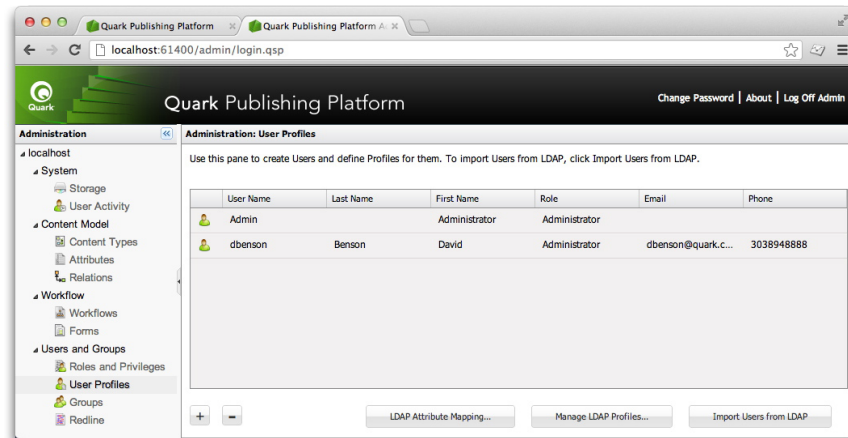 Quark Publishing Platform
Quark Publishing Platform A
localhost:61400/admin/login.qsp
Quark
Quark Publishing Platform
Change Password | About | Log Off Admin
Administration
Administration: User Profiles
localhost
System
Storage
User Activity
Content Model
Content Types
Attributes
Relations
Workflow
Workflows
Forms
Users and Groups
Roles and Privileges
User Profiles
Groups
Redline
Use this pane to create Users and define Profiles for them. To import Users from LDAP, click Import Users from LDAP.
User Name Last Name First Name Role Email Phone
Admin Administrator Administrator
dbenson Benson David Administrator dbenson@quark.c... 3038948888
+ -
LDAP Attribute Mapping... Manage LDAP Profiles... Import Users from LDAP